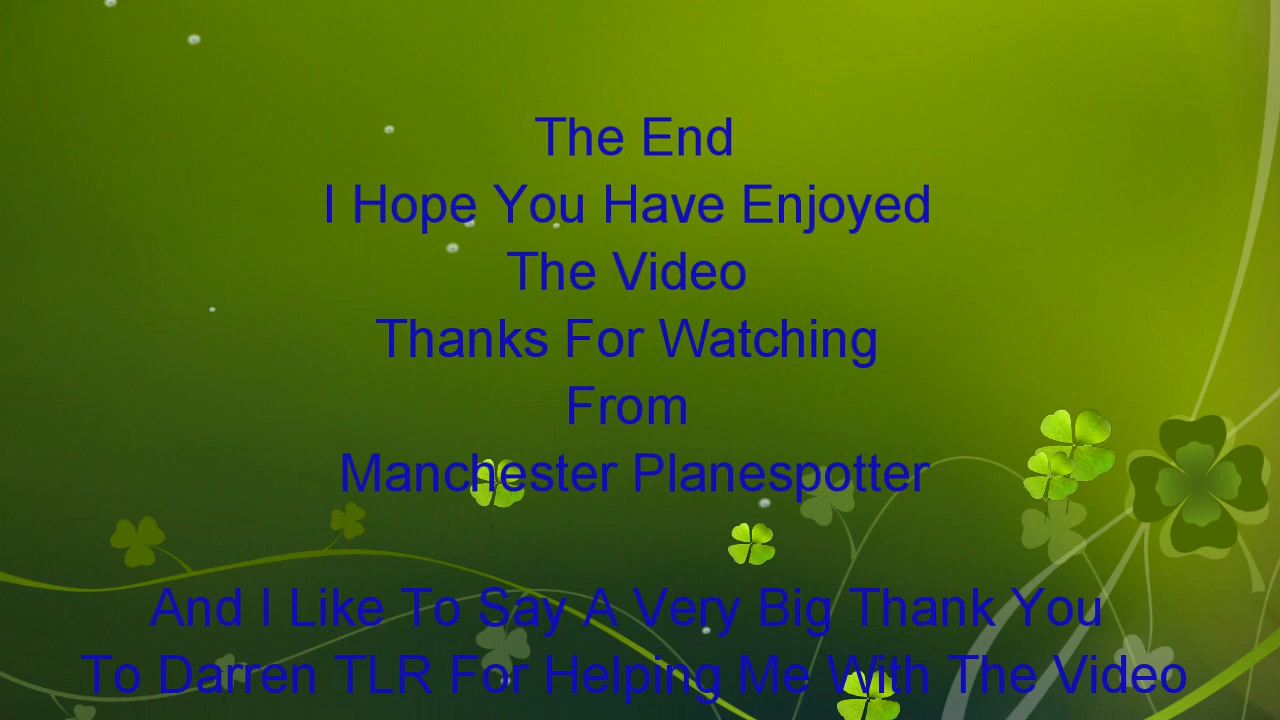 The End
I Hope You Have Enjoyed
The Video
Thanks For Watching
From
Manchester Planespotter
And I Like To Say A Very Big Thank You
To Darren TLR For Helping Me With The Video